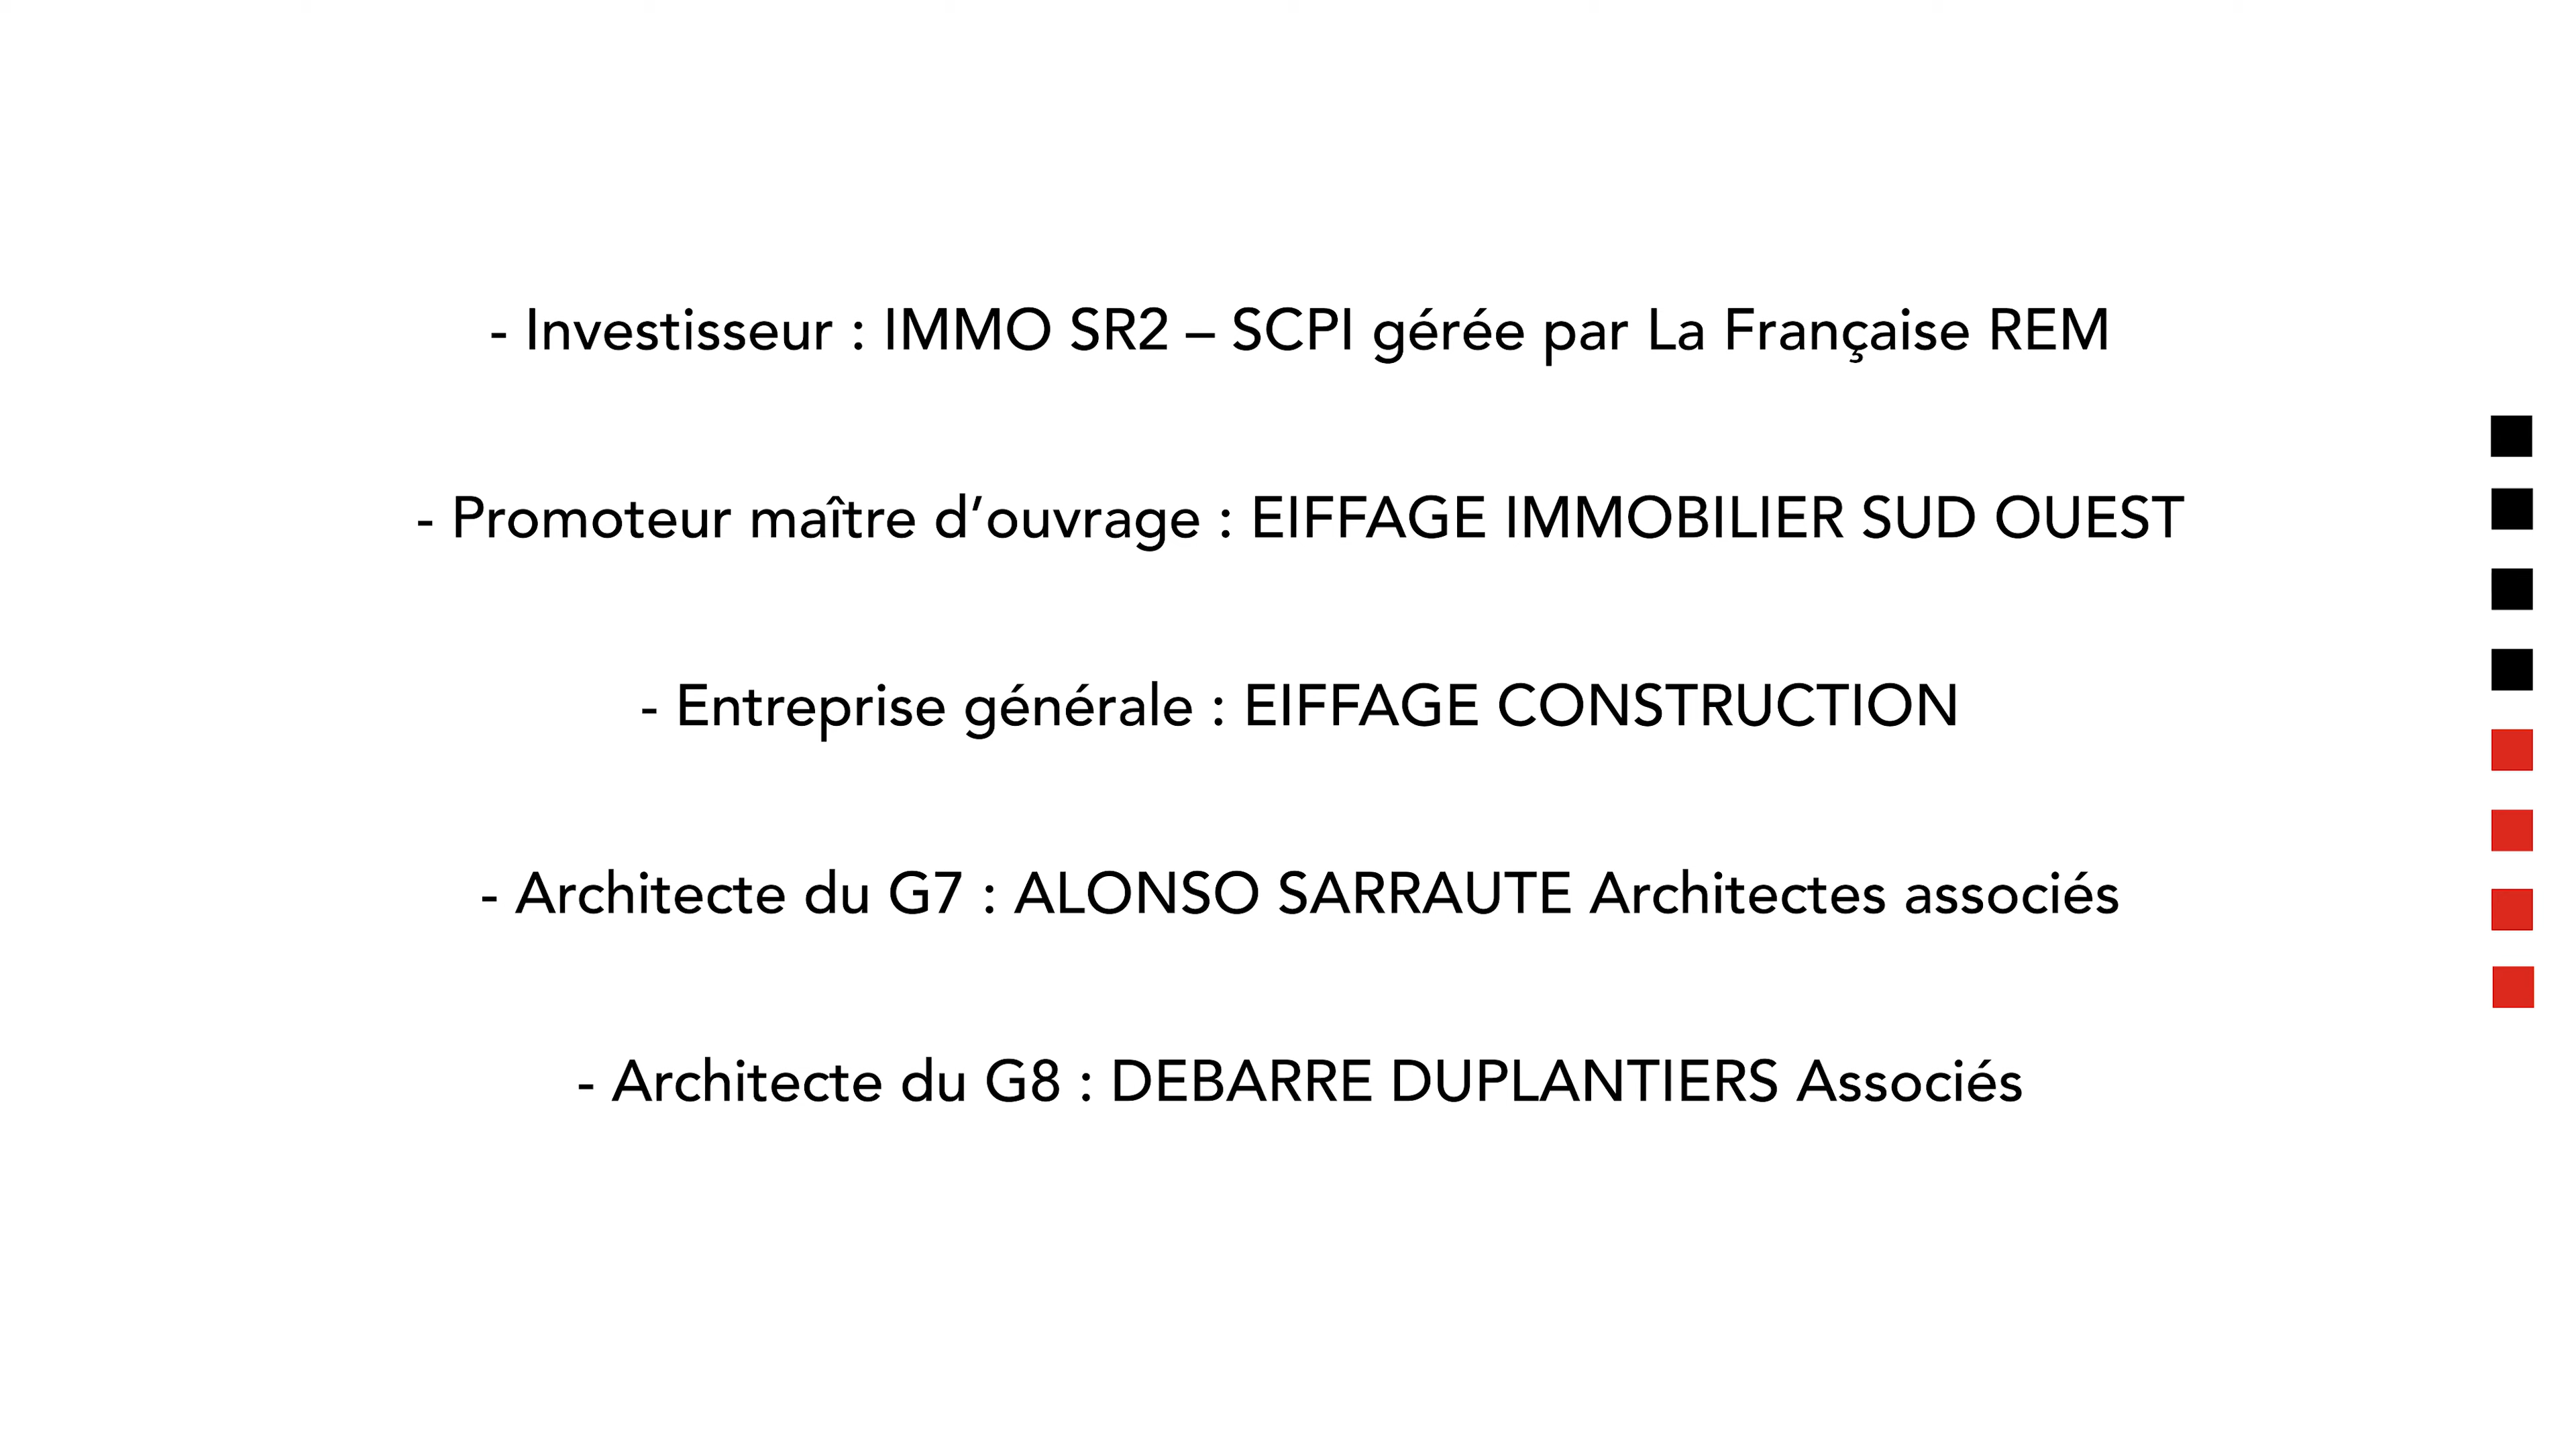 - Investisseur : IMMO SR2 – SCPI gérée par La Française REM
- Promoteur maître d’ouvrage : EIFFAGE IMMOBILIER SUD OUEST
- Entreprise générale : EIFFAGE CONSTRUCTION
- Architecte du G7 : ALONSO SARRAUTE Architectes associés
- Architecte du G8 : DEBARRE DUPLANTIERS Associés